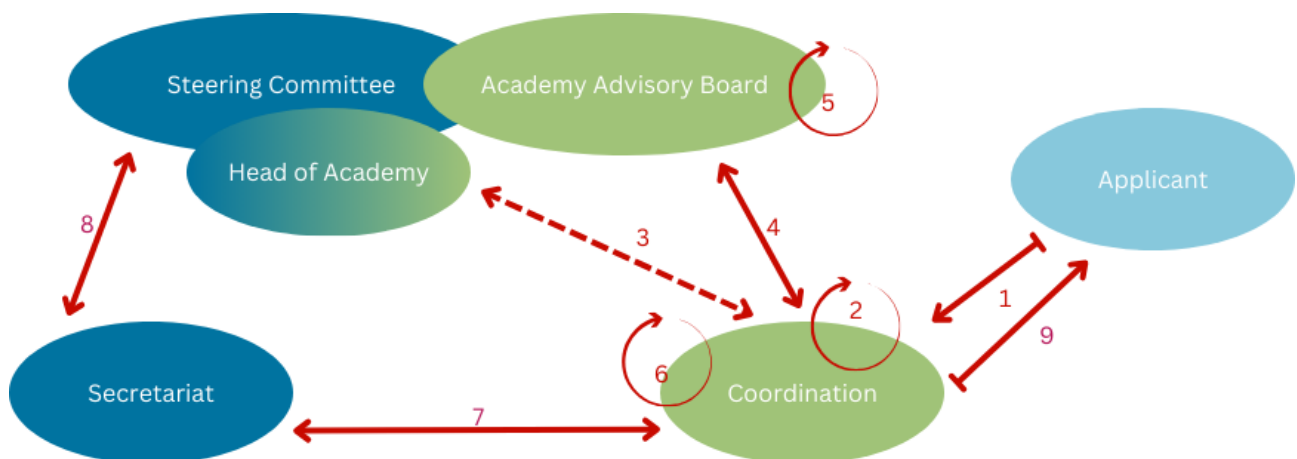 Steering Committee
Academy Advisory Board
5
Head of Academy
Applicant
8
3
4
1
2
9
6
Secretariat
Coordination
7